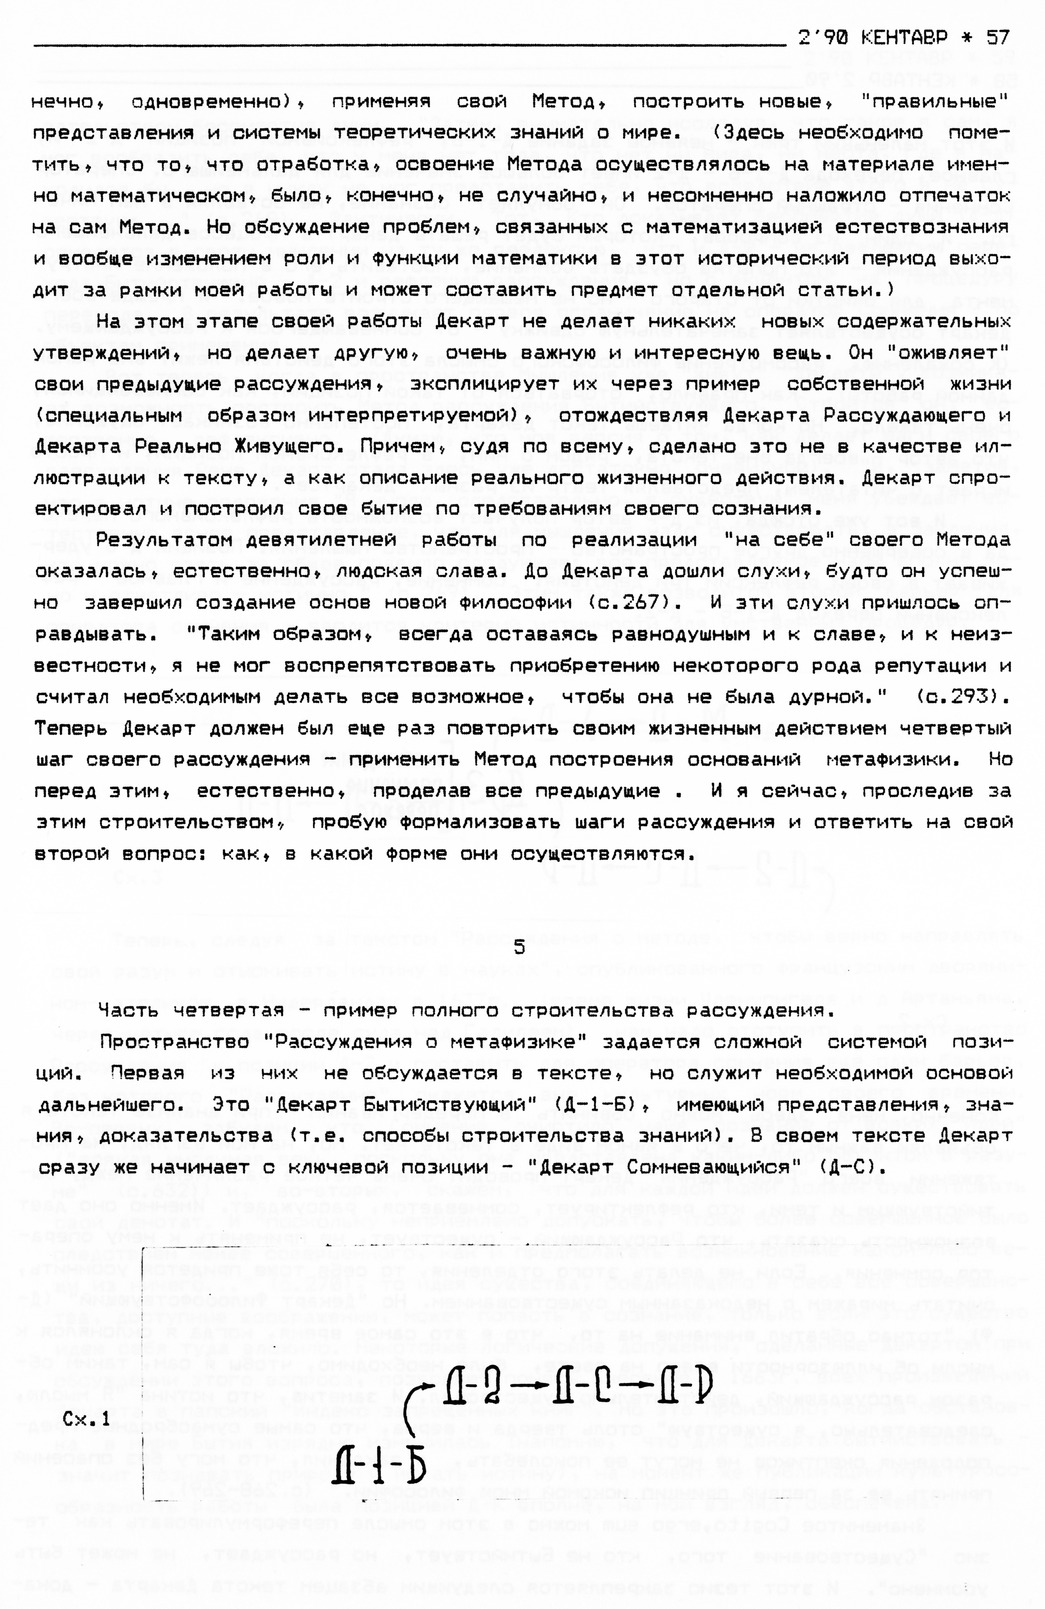 2'90 КЕНТАВР * 57
нечно, одновременно), применяя свой Метод, построить новые, "правильные"
представления и системы теоретических знаний о мире. (Здесь необходимо поме-
тить, что то, что отработка, освоение Метода осуществлялось на материале имен-
но математическом, было, конечно, не случайно, и несомненно наложило отпечаток
на сам Метод. Но обсуждение проблем, связанных с математизацией естествознания
и вообще изменением роли и функции математики в этот исторический период выхо-
дит за рамки моей работы и может составить предмет отдельной статьи.)
На этом этапе своей работы Декарт не делает никаких новых содержательных
утверждений, но делает другую, очень важную и интересную вещь. Он "оживляет"
свои предыдущие рассуждения, эксплицирует их через пример собственной жизни
(специальным образом интерпретируемой), отождествляя Декарта Рассуждающего и
Декарта Реально Живущего. Причем, судя по всему, сделано это не в качестве ил-
люстрации к тексту, а как описание реального жизненного действия. Декарт спро-
ектировал и построил свое бытие по требованиям своего сознания.
Результатом девятилетней работы по реализации "на себе" своего Метода
оказалась, естественно, людская слава. До Декарта дошли слухи, будто он успеш-
но завершил создание основ новой философии (с.267). И эти слухи пришлось оп-
равдывать. "Таким образом, всегда оставаясь равнодушным и к славе, и к неиз-
вестности, я не мог воспрепятствовать приобретению некоторого рода репутации и
считал необходимым делать все возможное, чтобы она не была дурной." (с.293).
Теперь Декарт должен был еще раз повторить своим жизненным действием четвертый
шаг своего рассуждения - применить Метод построения оснований метафизики. Но
перед этим, естественно, проделав все предыдущие . И я сейчас, проследив за
этим строительством, пробую формализовать шаги рассуждения и ответить на свой
второй вопрос: как, в какой форме они осуществляются.
5
Часть четвертая - пример полного строительства рассуждения.
Пространство "Рассуждения о метафизике" задается сложной системой пози-
ций. Первая из них не обсуждается в тексте, но служит необходимой основой
дальнейшего. Это "Декарт Бытийствующий" (Д-1-Б), имеющий представления, зна-
ния, доказательства (т.е. способы строительства знаний). В своем тексте Декарт
сразу же начинает с ключевой позиции - "Декарт Сомневающийся" (Д-С).
Д-2→Д-С→Д-Р
Сх.1
Д-1-Б